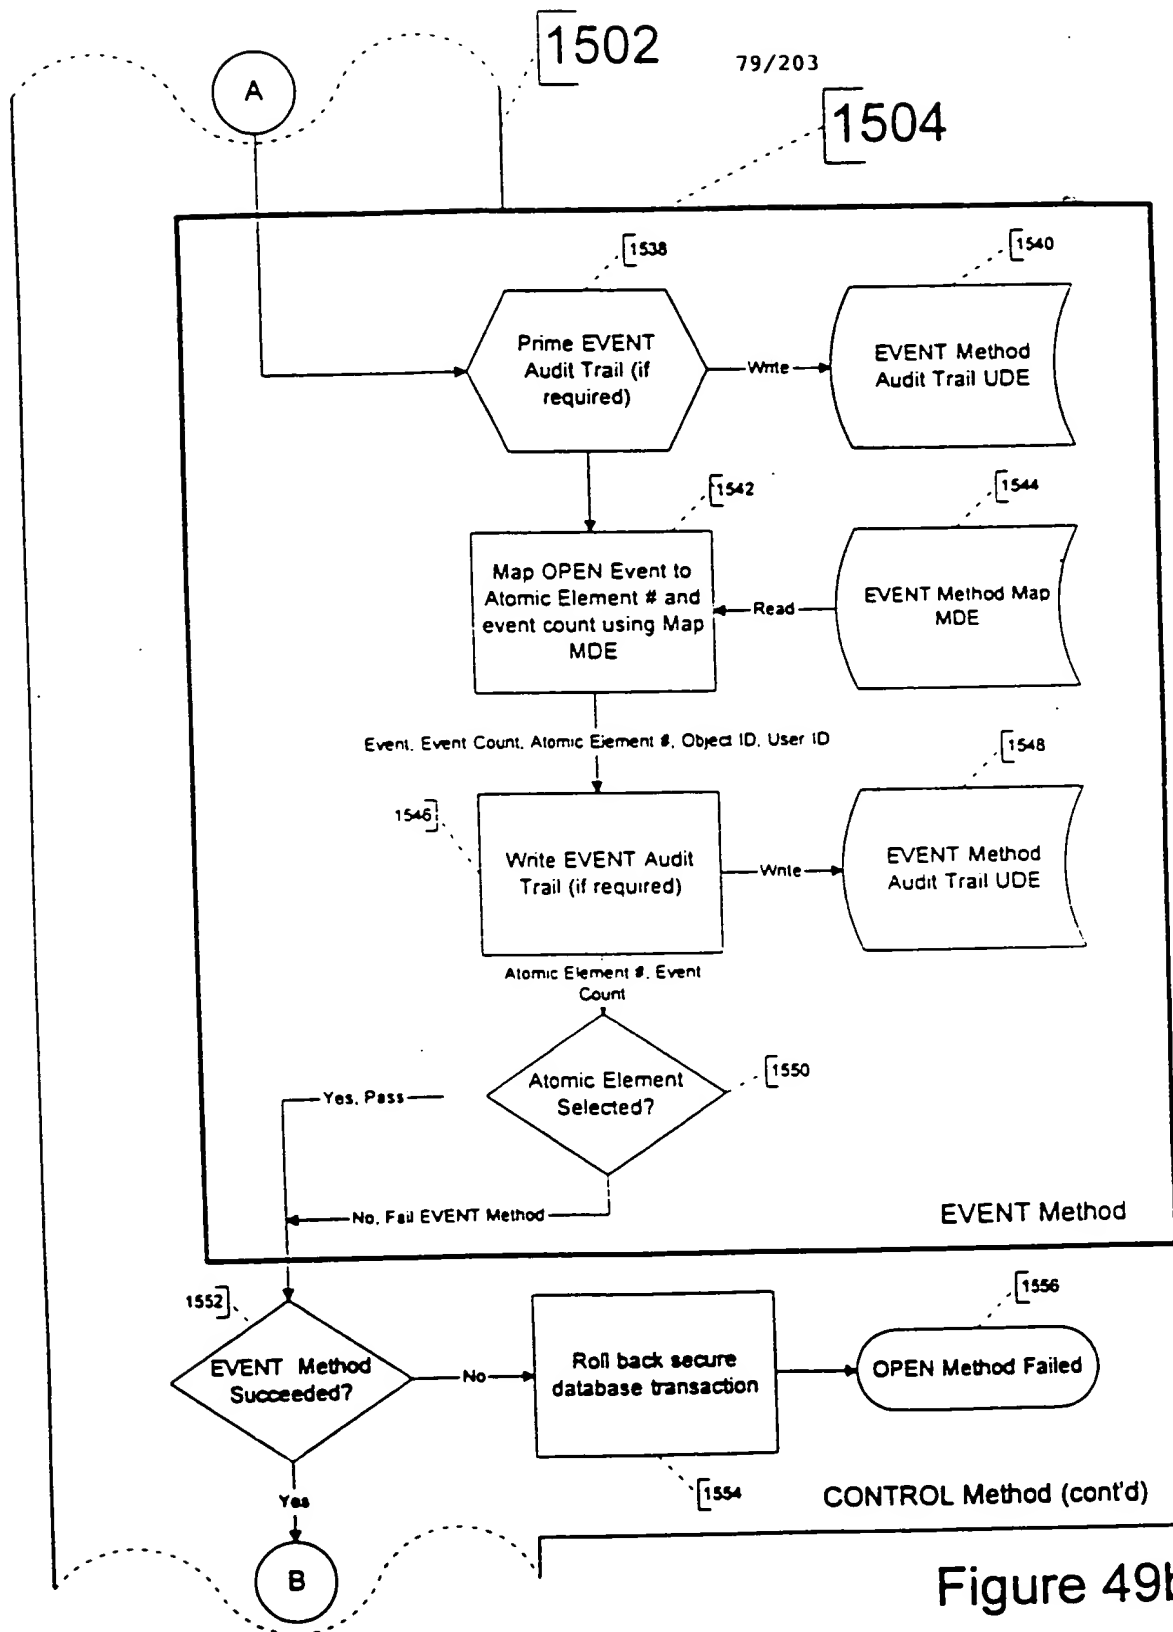 1502
79/203
A
1504
1538
1540
Prime EVENT
Audit Trail (if
required)
Write
EVENT Method
Audit Trail UDE
1542
1544
Map OPEN Event to
Atomic Element # and
event count using Map
MDE
Read
EVENT Method Map
MDE
Event, Event Count, Atomic Element #, Object ID, User ID
1548
1546
Write EVENT Audit
Trail (if required)
Write
EVENT Method
Audit Trail UDE
Atomic Element #, Event
Count
1550
Atomic Element
Selected?
Yes, Pass
No, Fail EVENT Method
EVENT Method
1552
1556
EVENT Method
Succeeded?
No
Roll back secure
database transaction
OPEN Method Failed
1554
Yes
CONTROL Method (cont'd)
B
Figure 49b